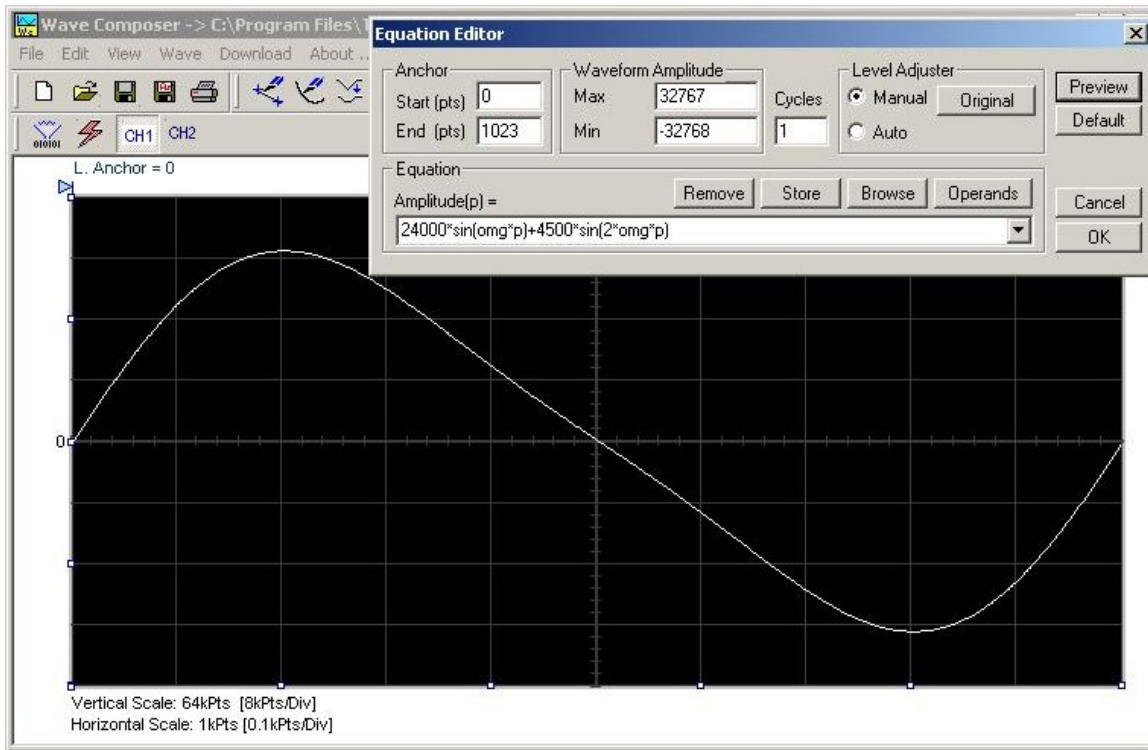 Wave Composer -> C:\Program Files\
File Edit View Wave Download About ..
CH1 CH2
L. Anchor = 0
0
Vertical Scale: 64kPts [8kPts/Div]
Horizontal Scale: 1kPts [0.1kPts/Div]
Equation Editor
Anchor
Start (pts) 0
End (pts) 1023
Waveform Amplitude
Max 32767
Min -32768
Cycles
1
Level Adjuster
Manual Original
Auto
Preview
Default
Cancel
OK
Equation
Amplitude(p) =
Remove Store Browse Operands
24000*sin(omg*p)+4500*sin(2*omg*p)